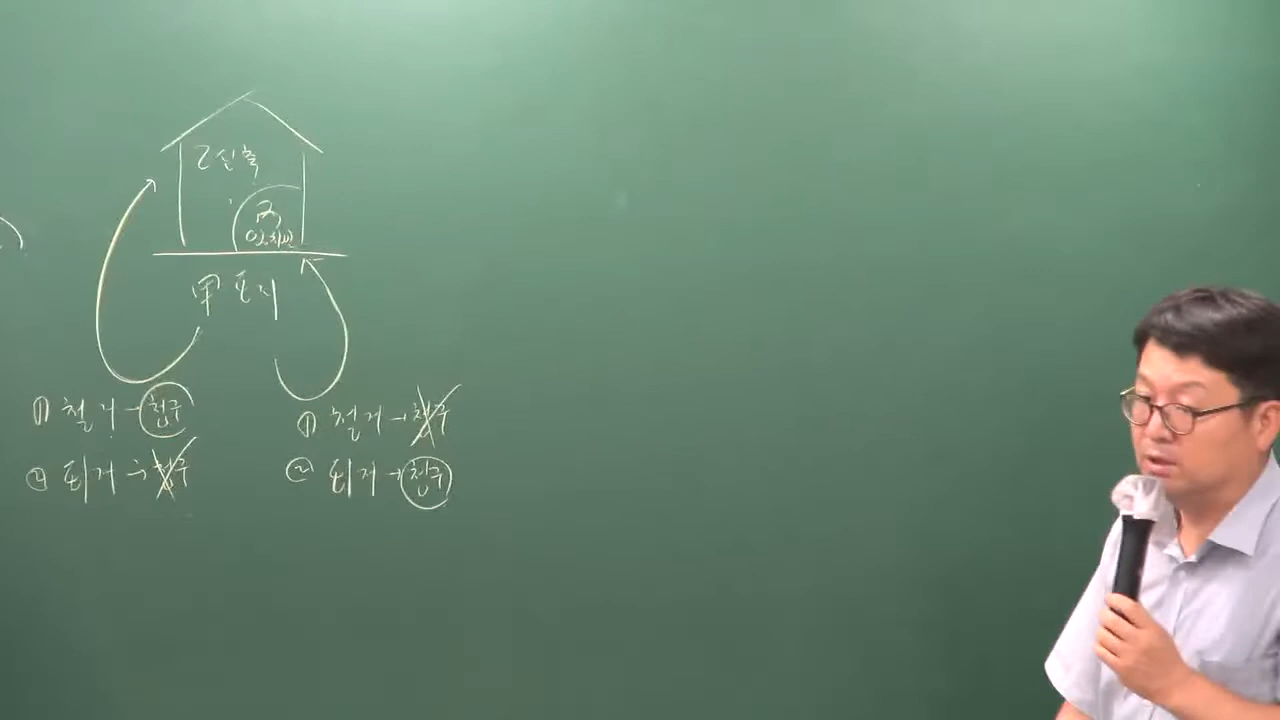 乙신축
丙
임차인
甲 토지
① 철거→청구
② 퇴거→청구
① 철거→청구
② 퇴거→청구